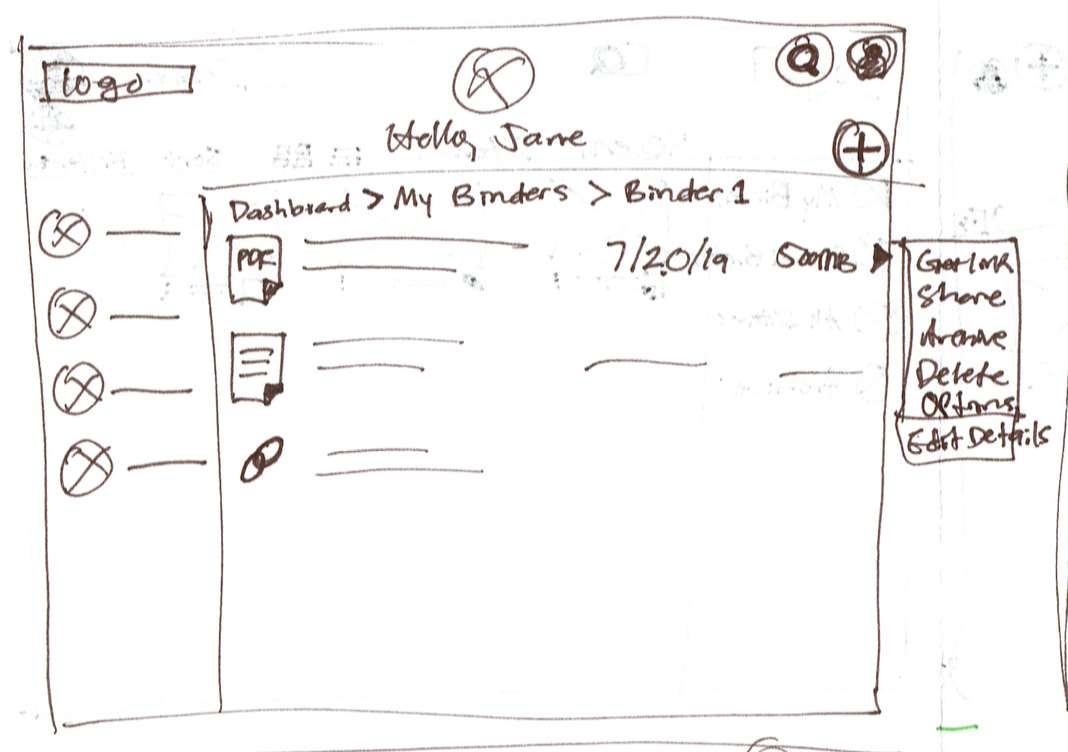 logo
Hello, Jane
Dashboard > My Binders > Binder 1
PDF
7/20/19 500MB
Get link
Share
Archive
Delete
Options
Edit Details